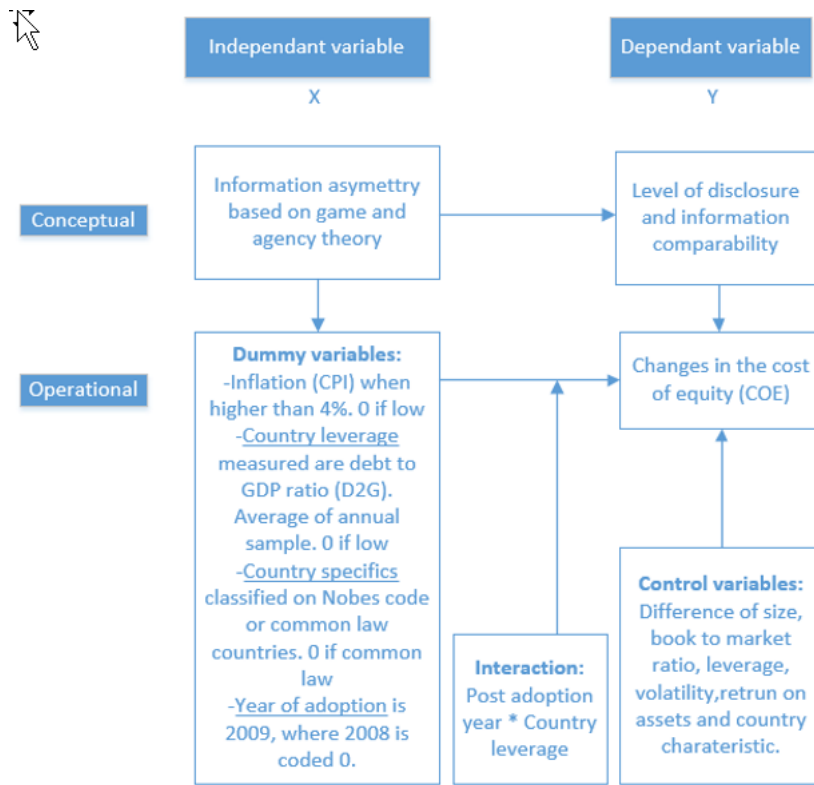 Independant variable
Dependant variable
X
Y
Conceptual
Information asymettry
based on game and
agency theory
Level of disclosure
and information
comparability
Operational
Dummy variables:
-Inflation (CPI) when
higher than 4%. 0 if low
-Country leverage
measured are debt to
GDP ratio (D2G).
Average of annual
sample. 0 if low
-Country specifics
classified on Nobes code
or common law
countries. 0 if common
law
-Year of adoption is
2009, where 2008 is
coded 0.
Changes in the cost
of equity (COE)
Interaction:
Post adoption
year * Country
leverage
Control variables:
Difference of size,
book to market
ratio, leverage,
volatility,retrun on
assets and country
charateristic.